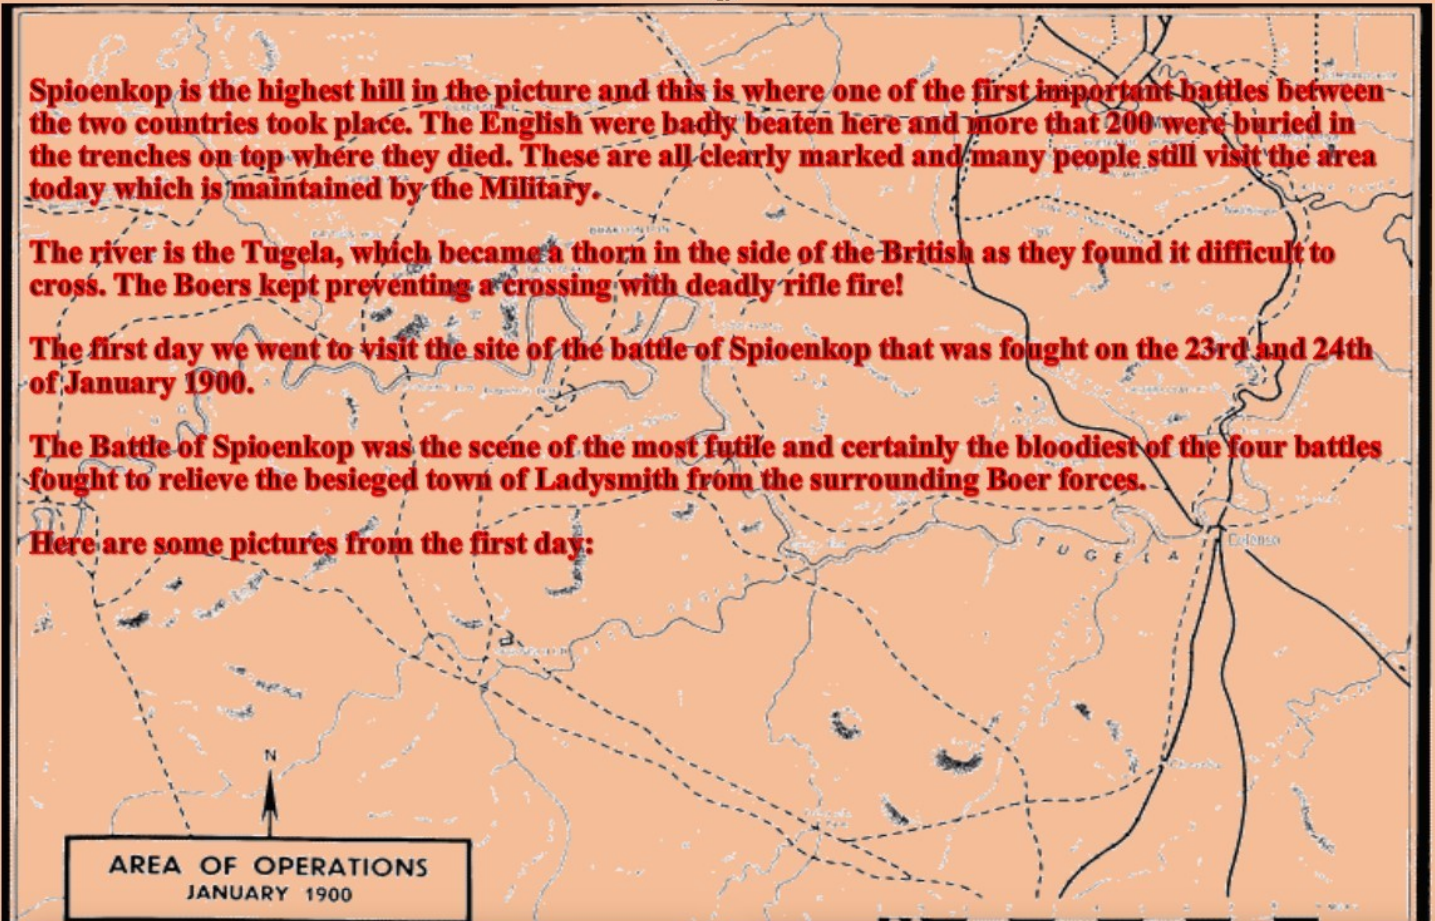 Spioenkop is the highest hill in the picture and this is where one of the first important battles between
the two countries took place. The English were badly beaten here and more that 200 were buried in
the trenches on top where they died. These are all clearly marked and many people still visit the area
today which is maintained by the Military.
The river is the Tugela, which became a thorn in the side of the British as they found it difficult to
cross. The Boers kept preventing a crossing with deadly rifle fire!
The first day we went to visit the site of the battle of Spioenkop that was fought on the 23rd and 24th
of January 1900.
The Battle of Spioenkop was the scene of the most futile and certainly the bloodiest of the four battles
fought to relieve the besieged town of Ladysmith from the surrounding Boer forces.
Here are some pictures from the first day:
TUGELA
Colenso
N
AREA OF OPERATIONS
JANUARY 1900